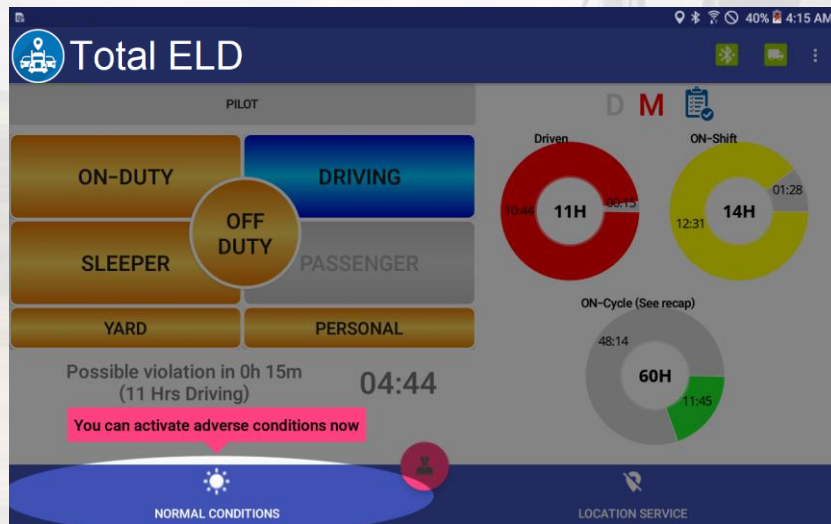 40% 4:15 AM
Total ELD
PILOT
D M
ON-DUTY
DRIVING
OFF
DUTY
SLEEPER
PASSENGER
YARD
PERSONAL
Possible violation in 0h 15m
(11 Hrs Driving)
04:44
You can activate adverse conditions now
NORMAL CONDITIONS
Driven
10:44
11H
00:15
ON-Shift
01:28
12:31
14H
ON-Cycle (See recap)
48:14
60H
11:45
LOCATION SERVICE